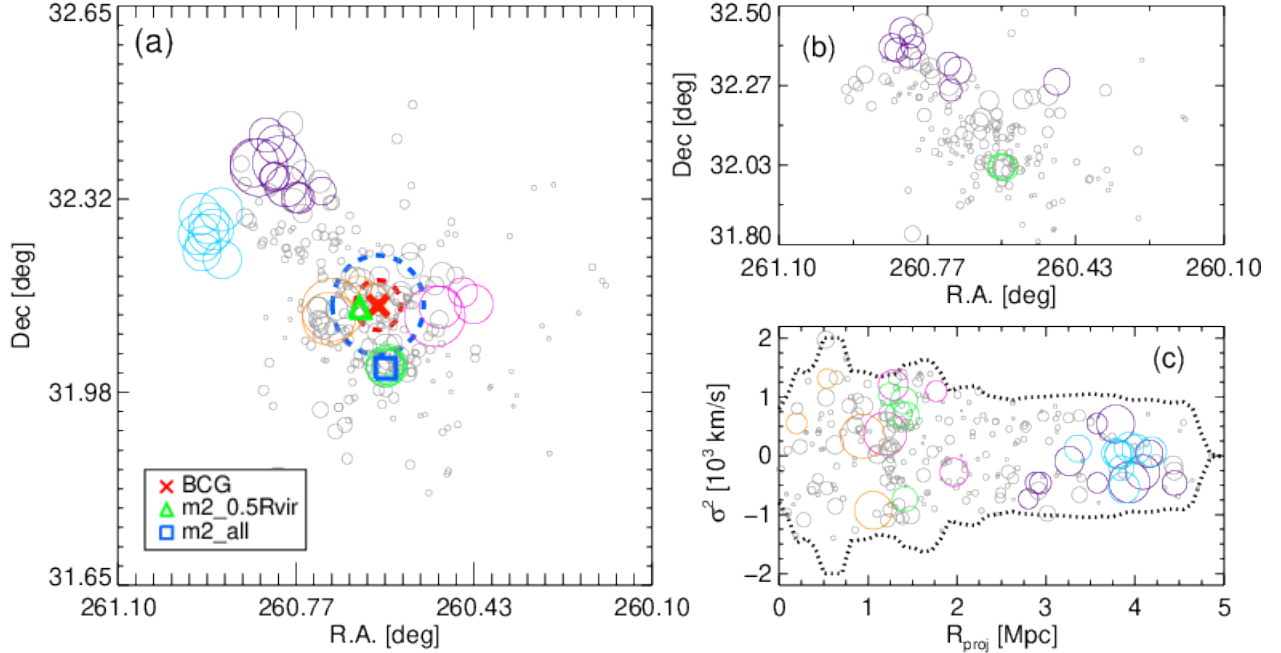 (a)
32.65
32.32
31.98
31.65
Dec [deg]
261.10 260.77 260.43 260.10
R.A. [deg]
BCG
m2_0.5Rvir
m2_all
(b)
32.50
32.27
32.03
31.80
Dec [deg]
261.10 260.77 260.43 260.10
R.A. [deg]
(c)
2
1
0
−1
−2
σ² [10³ km/s]
0 1 2 3 4 5
Rproj [Mpc]